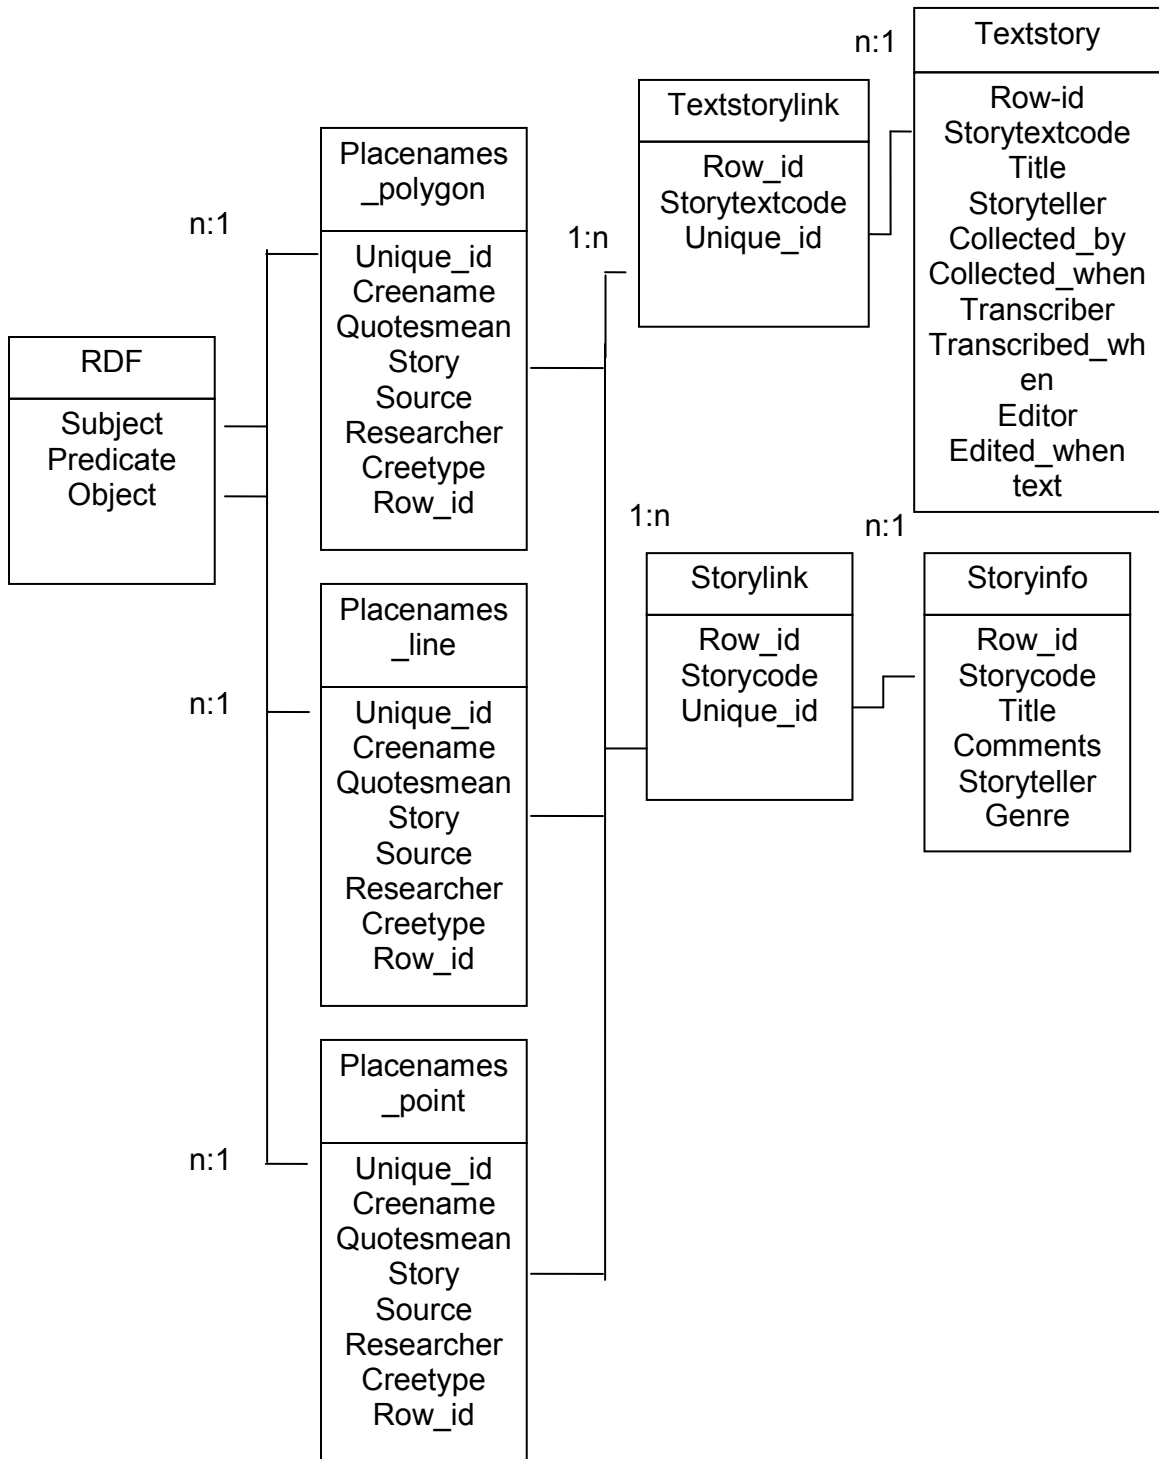 RDF
Subject
Predicate
Object
n:1
Placenames
_polygon
Unique_id
Creename
Quotesmean
Story
Source
Researcher
Creetype
Row_id
n:1
Placenames
_line
Unique_id
Creename
Quotesmean
Story
Source
Researcher
Creetype
Row_id
n:1
Placenames
_point
Unique_id
Creename
Quotesmean
Story
Source
Researcher
Creetype
Row_id
1:n
Textstorylink
Row_id
Storytextcode
Unique_id
n:1
Textstory
Row-id
Storytextcode
Title
Storyteller
Collected_by
Collected_when
Transcriber
Transcribed_wh
en
Editor
Edited_when
text
1:n
Storylink
Row_id
Storycode
Unique_id
n:1
Storyinfo
Row_id
Storycode
Title
Comments
Storyteller
Genre